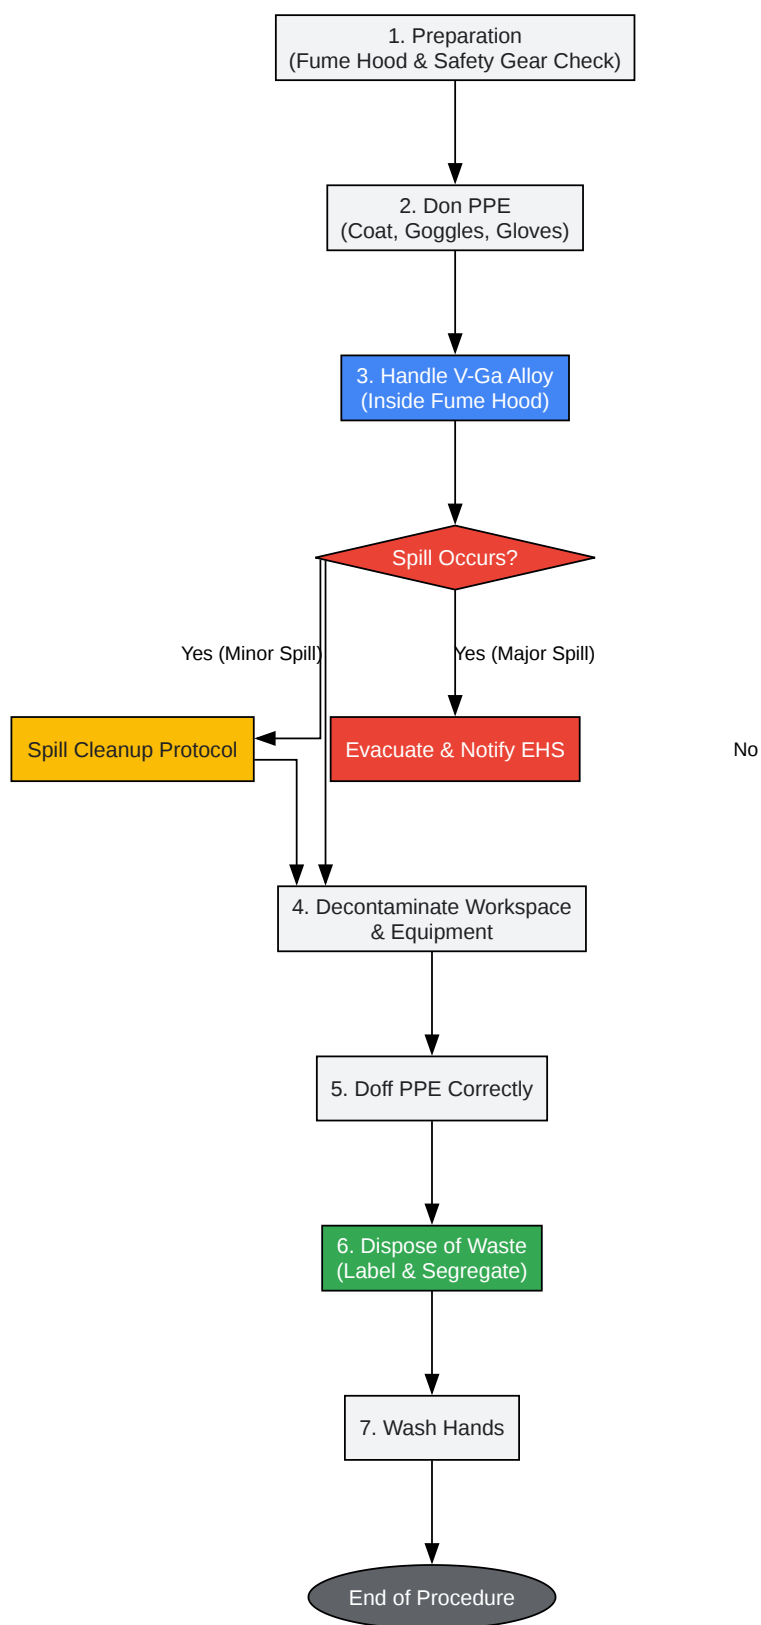 1. Preparation
(Fume Hood & Safety Gear Check)
2. Don PPE
(Coat, Goggles, Gloves)
3. Handle V-Ga Alloy
(Inside Fume Hood)
Spill Occurs?
Yes (Minor Spill)
Yes (Major Spill)
Spill Cleanup Protocol
Evacuate & Notify EHS
No
4. Decontaminate Workspace
& Equipment
5. Doff PPE Correctly
6. Dispose of Waste
(Label & Segregate)
7. Wash Hands
End of Procedure